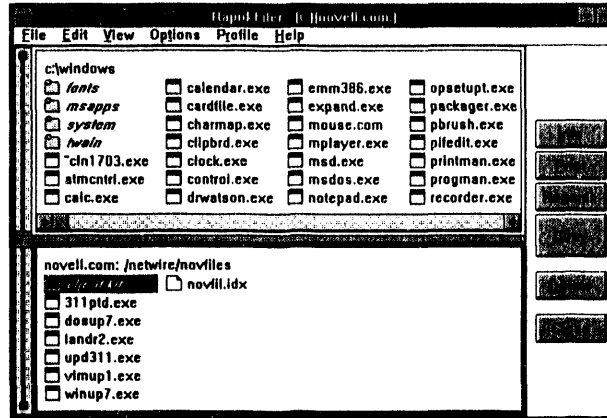 Rapid Filer - [C:][novell.com:]
File Edit View Options Profile Help
c:\windows
fonts calendar.exe emm386.exe opsetupt.exe
msapps cardfile.exe expand.exe packager.exe
system charmap.exe mouse.com pbrush.exe
twain clipbrd.exe mplayer.exe pifedit.exe
~cln1703.exe clock.exe msd.exe printman.exe
atmcntrl.exe control.exe msdos.exe progman.exe
calc.exe drwatson.exe notepad.exe recorder.exe
novell.com: /netwire/novfiles
novfil.idx
311ptd.exe
dosup7.exe
landr2.exe
upd311.exe
vlmup1.exe
winup7.exe